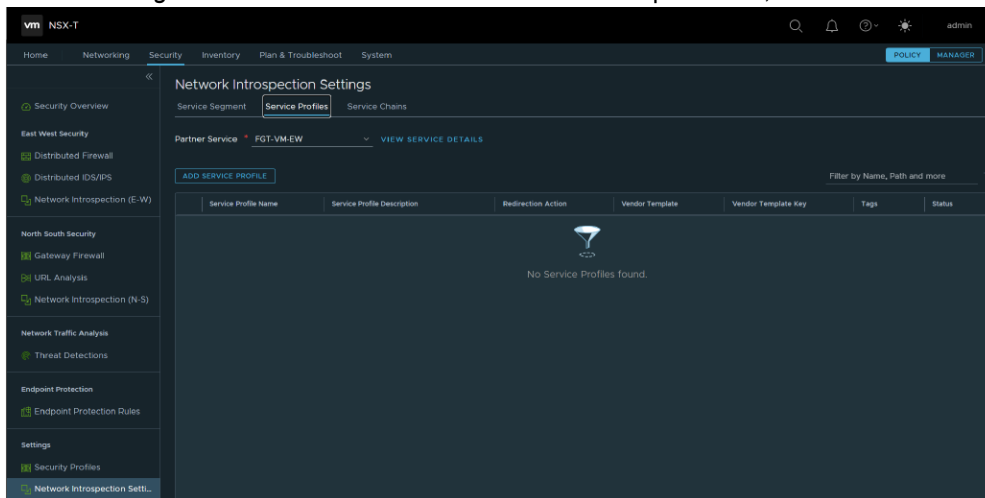 vm NSX-T
admin
Home Networking Security Inventory Plan & Troubleshoot System
POLICY MANAGER
Network Introspection Settings
Service Segment Service Profiles Service Chains
Partner Service * FGT-VM-EW VIEW SERVICE DETAILS
ADD SERVICE PROFILE
Filter by Name, Path and more
Service Profile Name Service Profile Description Redirection Action Vendor Template Vendor Template Key Tags Status
No Service Profiles found.
Security Overview
East West Security
Distributed Firewall
Distributed IDS/IPS
Network Introspection (E-W)
North South Security
Gateway Firewall
URL Analysis
Network Introspection (N-S)
Network Traffic Analysis
Threat Detections
Endpoint Protection
Endpoint Protection Rules
Settings
Security Profiles
Network Introspection Setti...